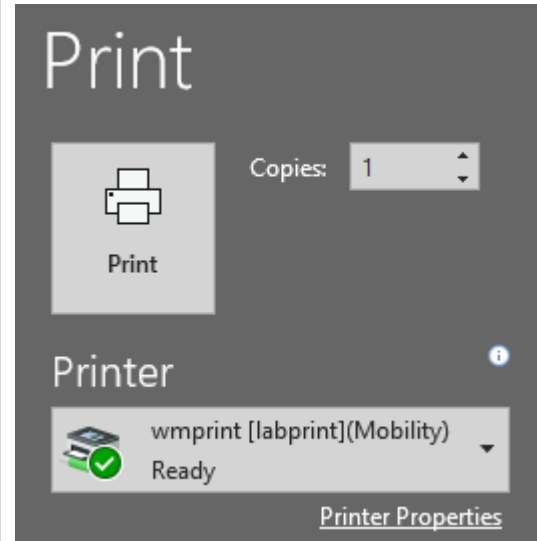 Print
Copies: 1
Print
Printer
wmprint [labprint](Mobility)
Ready
Printer Properties